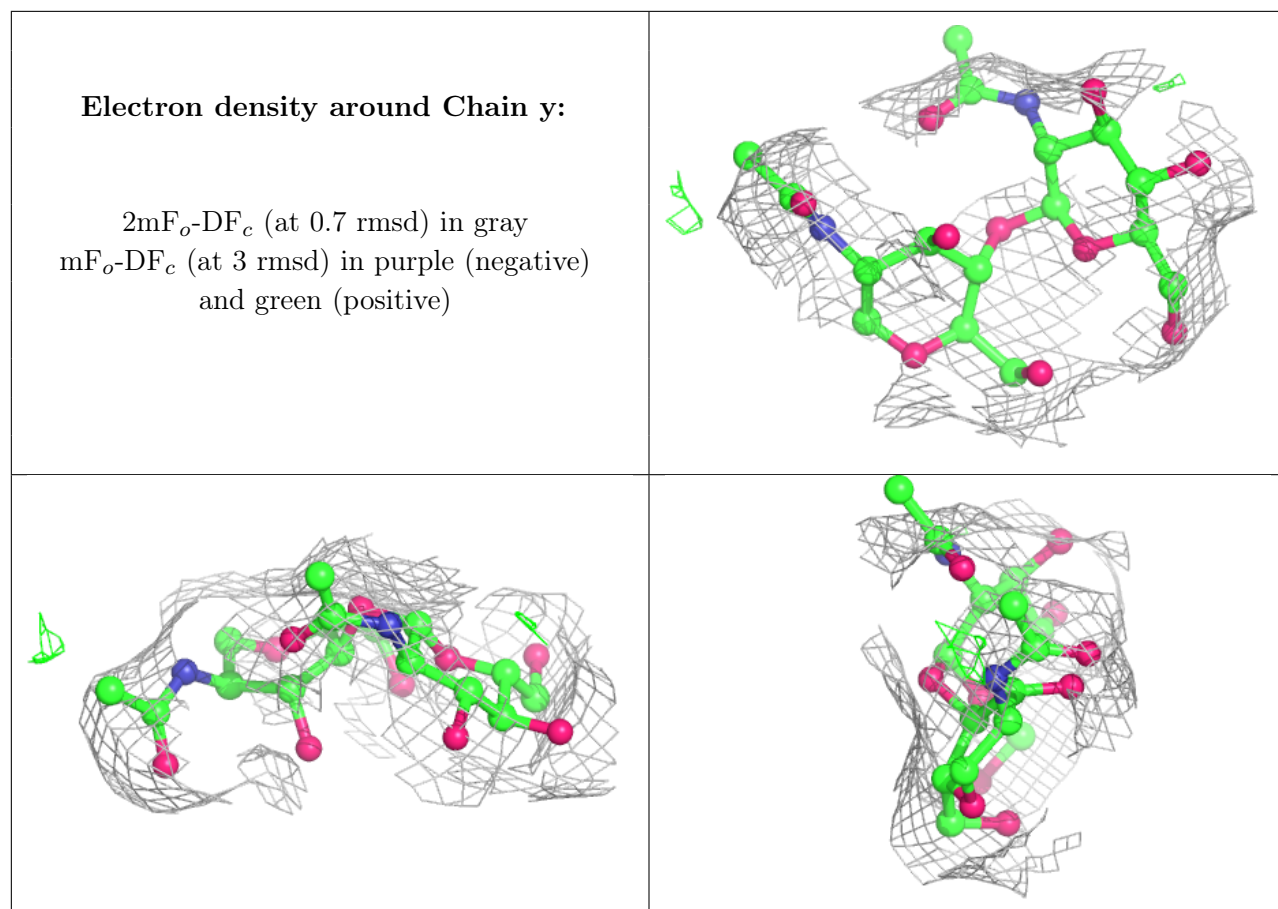 Electron density around Chain y:
2mFₒ-DF𝒸 (at 0.7 rmsd) in gray
mFₒ-DF𝒸 (at 3 rmsd) in purple (negative)
and green (positive)